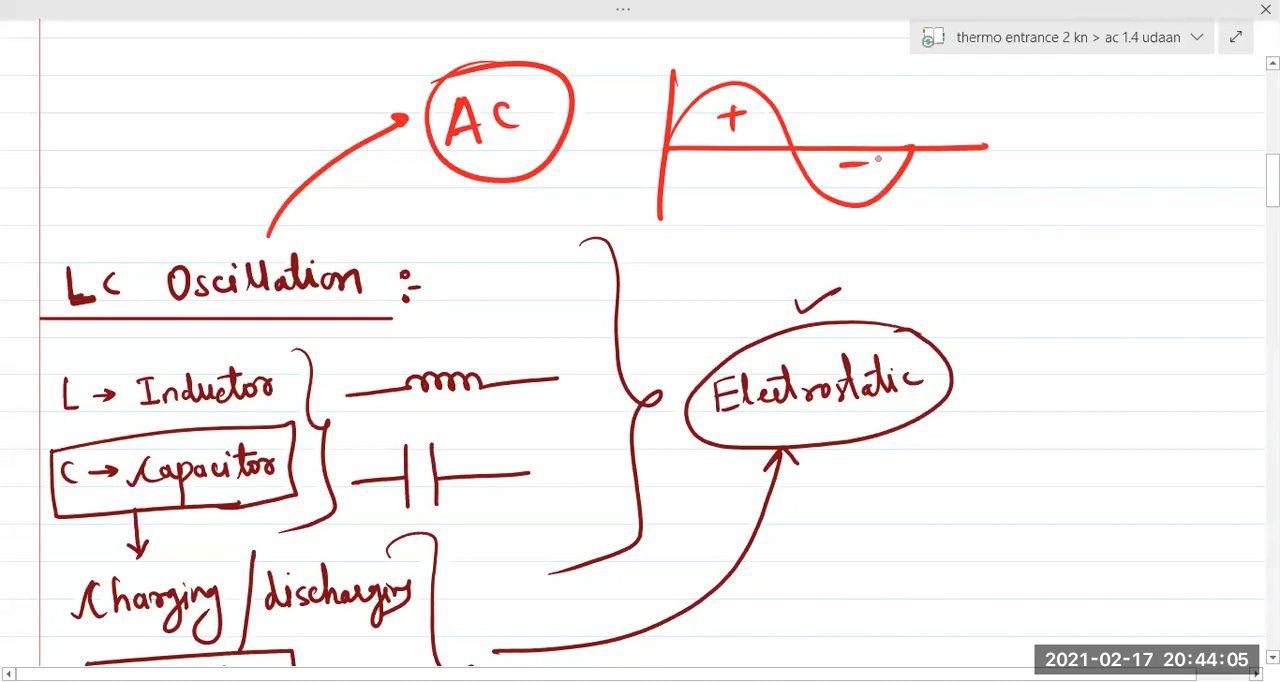 thermo entrance 2 kn > ac 1.4 udaan
AC
+
-
LC Oscillation :-
L → Inductor
Electrostatic
C → Capacitor
Charging / discharging
2021-02-17 20:44:05